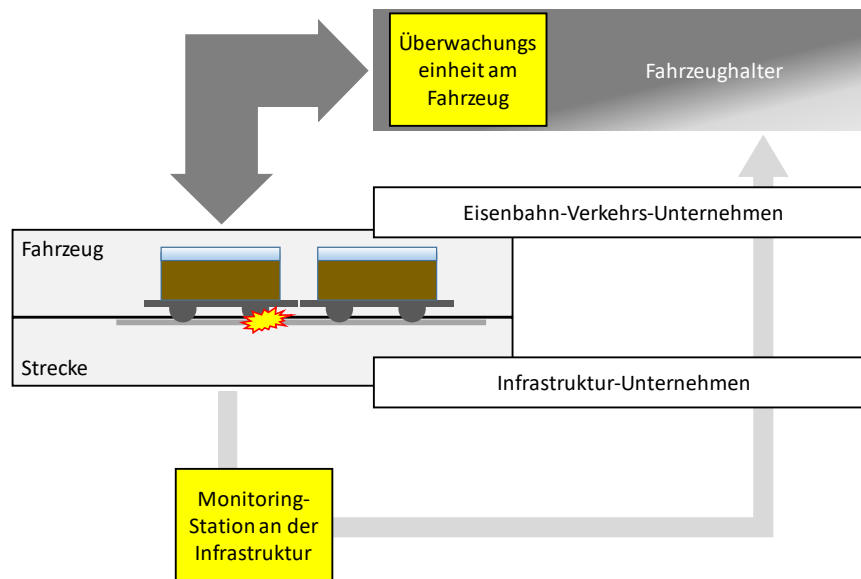 Überwachungs
einheit am
Fahrzeug
Fahrzeughalter
Eisenbahn-Verkehrs-Unternehmen
Fahrzeug
Strecke
Infrastruktur-Unternehmen
Monitoring-
Station an der
Infrastruktur